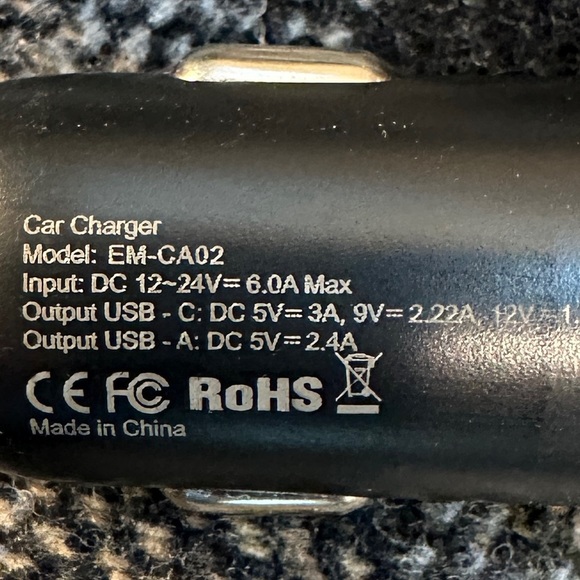 Car Charger
Model: EM-CA02
Input: DC 12~24V⎓ 6.0A Max
Output USB - C: DC 5V⎓ 3A, 9V⎓ 2.22A, 12V⎓ 1.
Output USB - A: DC 5V⎓ 2.4A
CE FC RoHS
Made in China